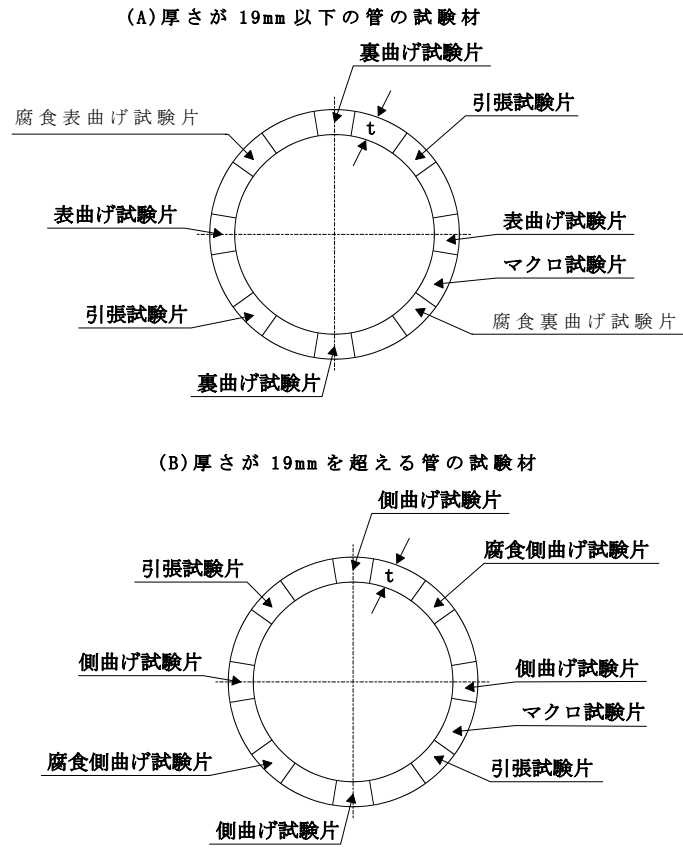 (A)厚さが 19mm 以下の管の試験材
裏曲げ試験片
引張試験片
腐食表曲げ試験片
t
表曲げ試験片
表曲げ試験片
マクロ試験片
引張試験片
腐食裏曲げ試験片
裏曲げ試験片
(B)厚さが 19mm を超える管の試験材
側曲げ試験片
腐食側曲げ試験片
引張試験片
t
側曲げ試験片
側曲げ試験片
マクロ試験片
腐食側曲げ試験片
引張試験片
側曲げ試験片